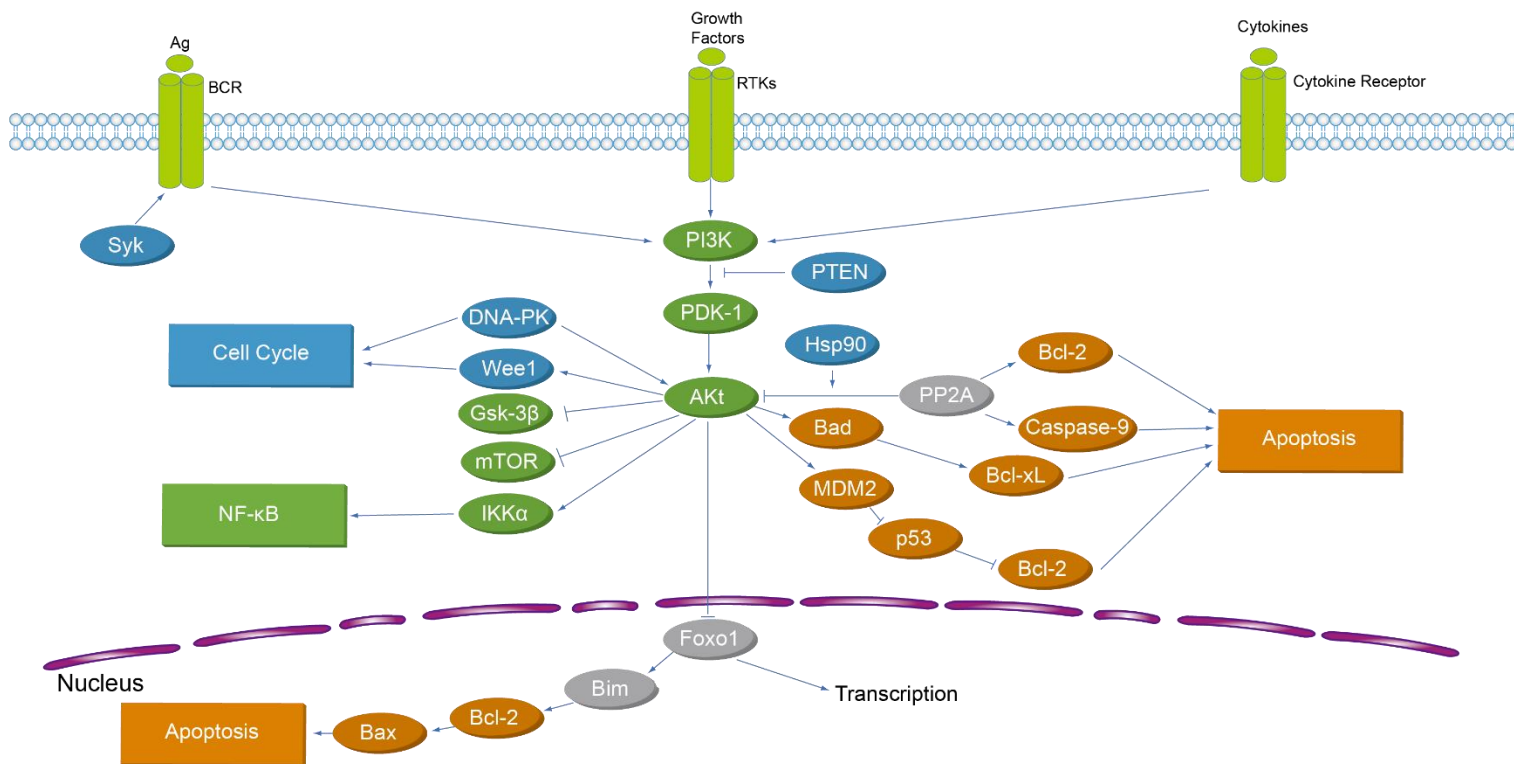 Growth
Factors
Ag
Cytokines
BCR
RTKs
Cytokine Receptor
Syk
PI3K
PTEN
PDK-1
DNA-PK
Hsp90
Cell Cycle
Wee1
Bcl-2
AKt
PP2A
Gsk-3β
Bad
Caspase-9
Apoptosis
mTOR
Bcl-xL
MDM2
NF-κB
IKKα
p53
Bcl-2
Foxo1
Nucleus
Bim
Transcription
Bcl-2
Bax
Apoptosis